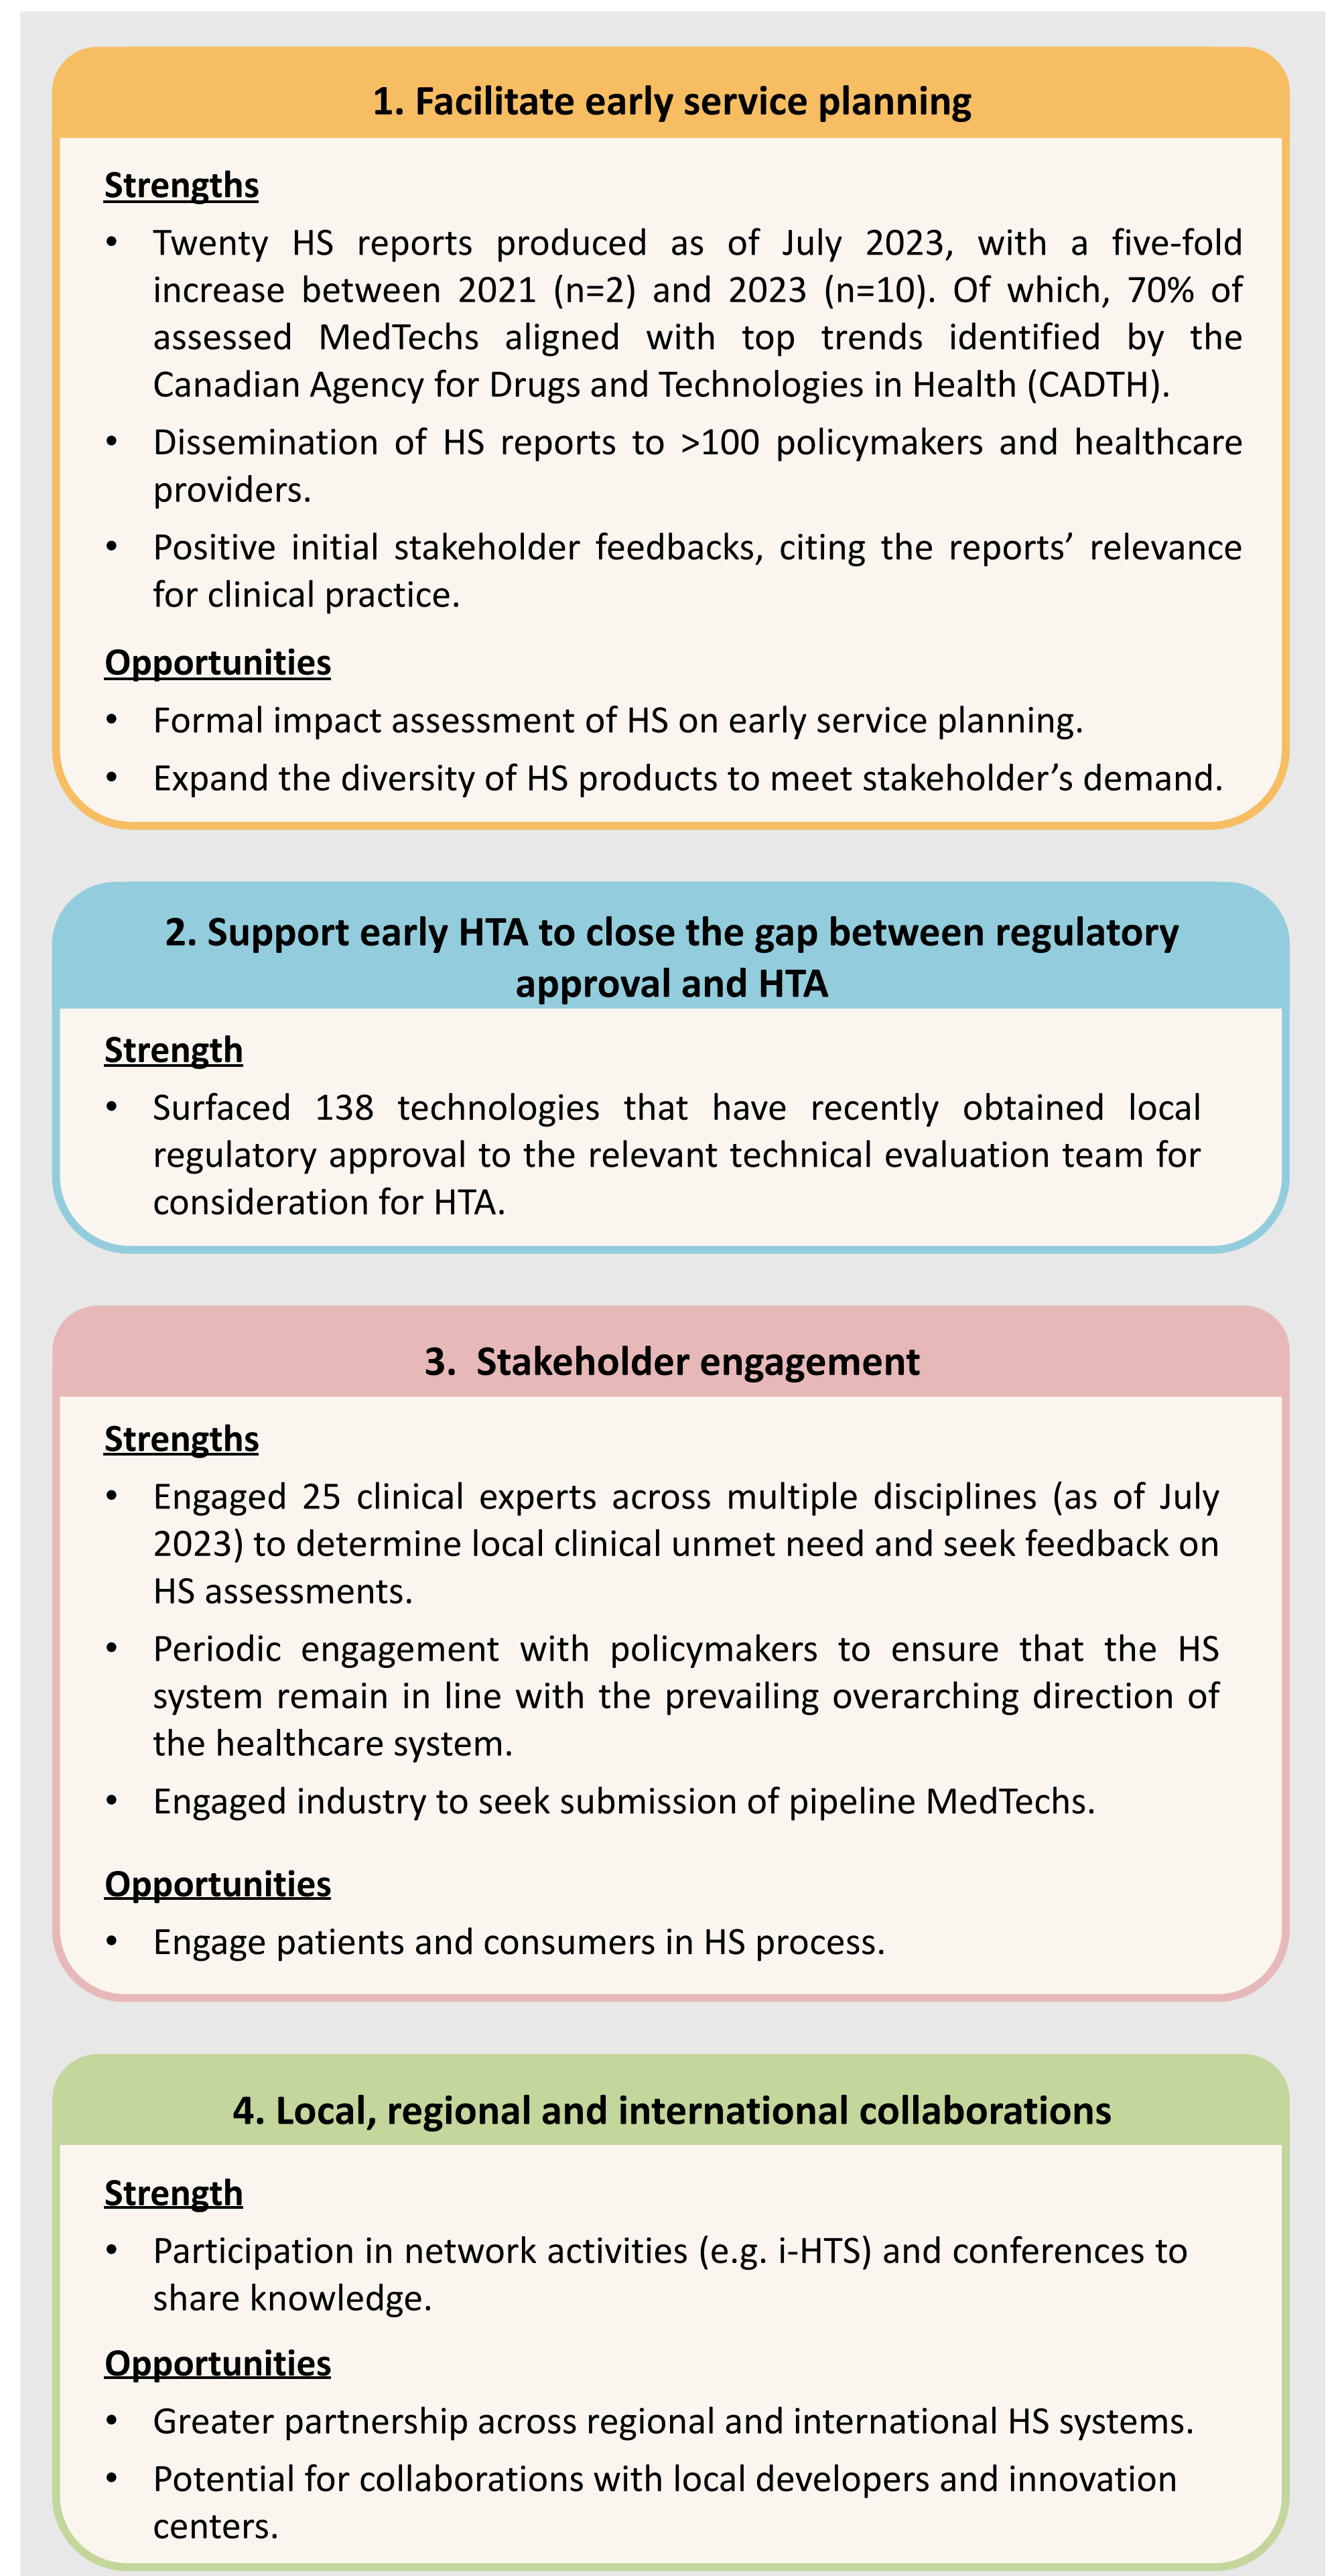 1. Facilitate early service planning
Strengths
• Twenty HS reports produced as of July 2023, with a five-fold
increase between 2021 (n=2) and 2023 (n=10). Of which, 70% of
assessed MedTechs aligned with top trends identified by the
Canadian Agency for Drugs and Technologies in Health (CADTH).
• Dissemination of HS reports to >100 policymakers and healthcare
providers.
• Positive initial stakeholder feedbacks, citing the reports’ relevance
for clinical practice.
Opportunities
• Formal impact assessment of HS on early service planning.
• Expand the diversity of HS products to meet stakeholder’s demand.
2. Support early HTA to close the gap between regulatory
approval and HTA
Strength
• Surfaced 138 technologies that have recently obtained local
regulatory approval to the relevant technical evaluation team for
consideration for HTA.
3. Stakeholder engagement
Strengths
• Engaged 25 clinical experts across multiple disciplines (as of July
2023) to determine local clinical unmet need and seek feedback on
HS assessments.
• Periodic engagement with policymakers to ensure that the HS
system remain in line with the prevailing overarching direction of
the healthcare system.
• Engaged industry to seek submission of pipeline MedTechs.
Opportunities
• Engage patients and consumers in HS process.
4. Local, regional and international collaborations
Strength
• Participation in network activities (e.g. i-HTS) and conferences to
share knowledge.
Opportunities
• Greater partnership across regional and international HS systems.
• Potential for collaborations with local developers and innovation
centers.